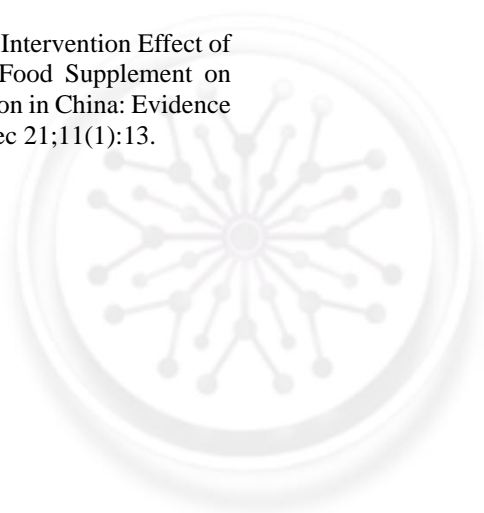 Intervention Effect of
Food Supplement on
on in China: Evidence
ec 21;11(1):13.